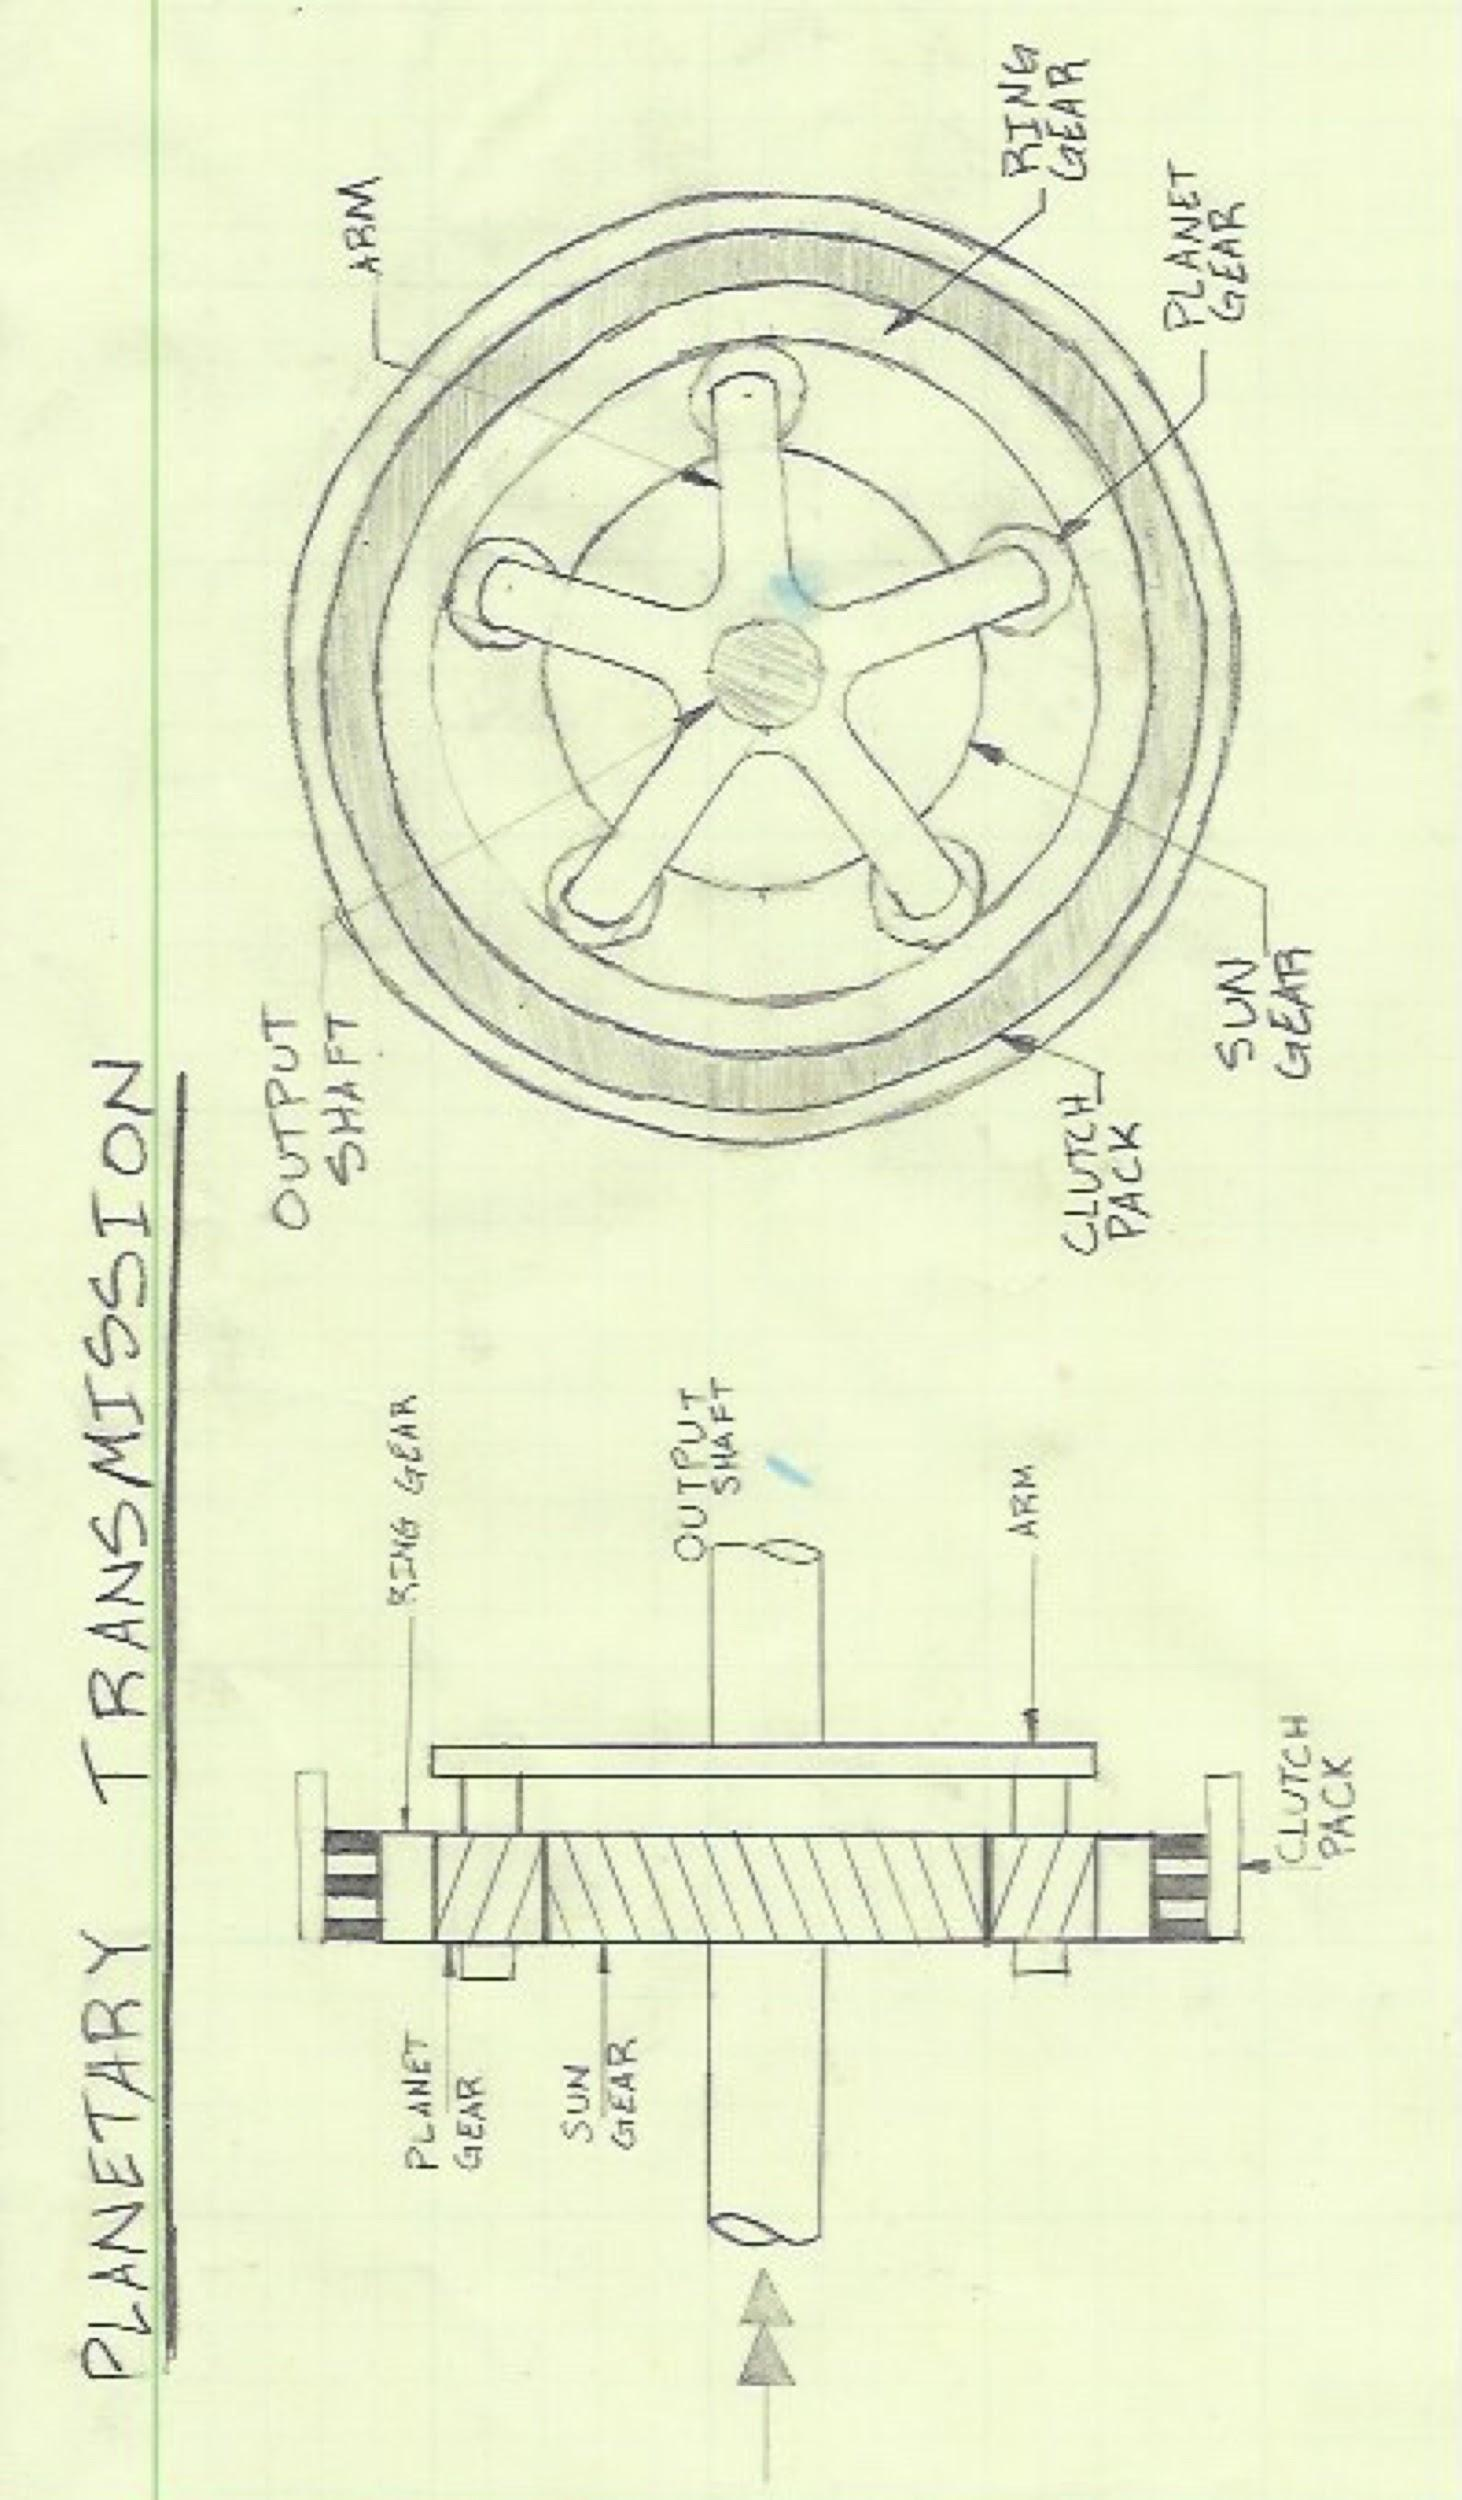 PLANETARY TRANSMISSION
RING GEAR
PLANET
GEAR
SUN
GEAR
OUTPUT
SHAFT
ARM
CLUTCH
PACK
OUTPUT
SHAFT
ARM
RING
GEAR
PLANET
GEAR
SUN
GEAR
CLUTCH
PACK